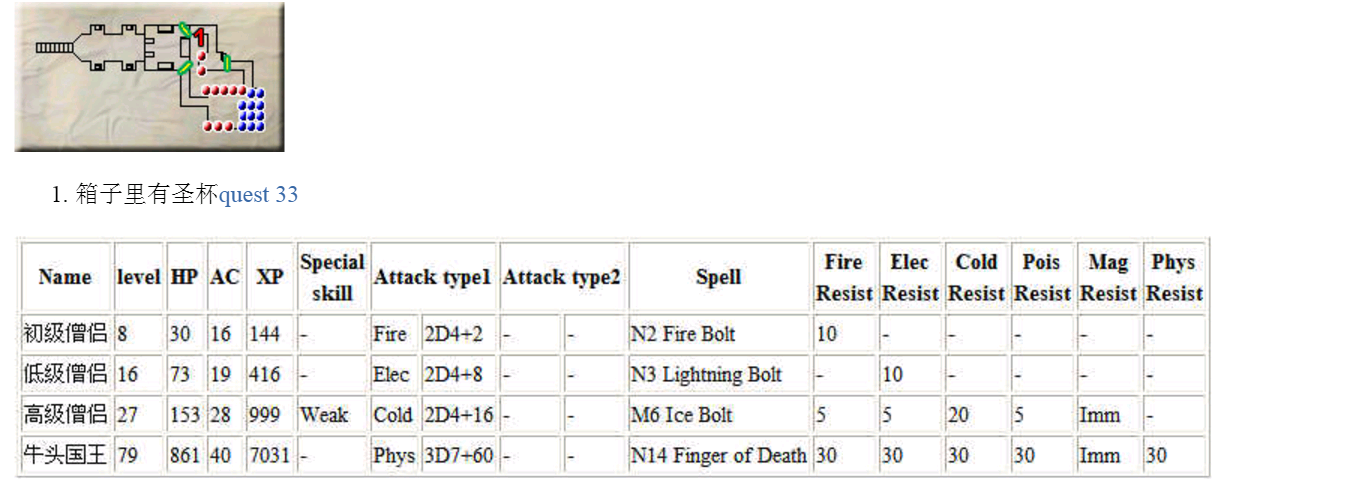 1
1. 箱子里有圣杯quest 33
Name level HP AC XP Special skill Attack type1 Attack type2 Spell Fire Resist Elec Resist Cold Resist Pois Resist Mag Resist Phys Resist
初级僧侣 8 30 16 144 - Fire 2D4+2 - - N2 Fire Bolt 10 - - - - -
低级僧侣 16 73 19 416 - Elec 2D4+8 - - N3 Lightning Bolt - 10 - - - -
高级僧侣 27 153 28 999 Weak Cold 2D4+16 - - M6 Ice Bolt 5 5 20 5 Imm -
牛头国王 79 861 40 7031 - Phys 3D7+60 - - N14 Finger of Death 30 30 30 30 Imm 30